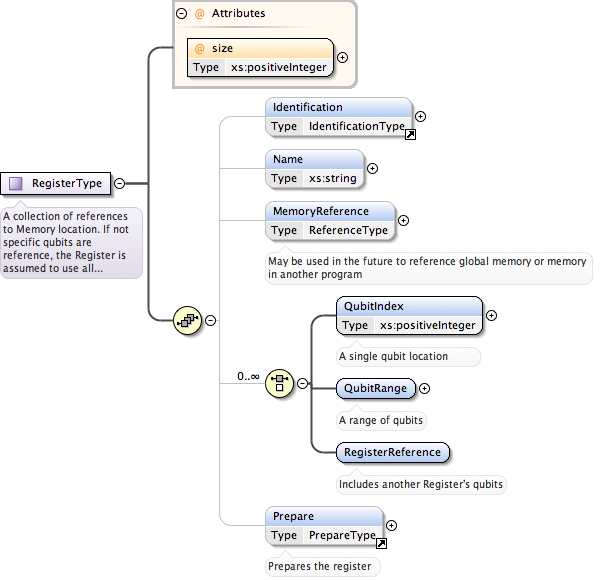 @ Attributes
@ size
Type xs:positiveInteger
Identification
Type IdentificationType
RegisterType
Name
Type xs:string
A collection of references
to Memory location. If not
specific qubits are
reference, the Register is
assumed to use all...
MemoryReference
Type ReferenceType
May be used in the future to reference global memory or memory
in another program
QubitIndex
Type xs:positiveInteger
A single qubit location
0..∞
QubitRange
A range of qubits
RegisterReference
Includes another Register's qubits
Prepare
Type PrepareType
Prepares the register